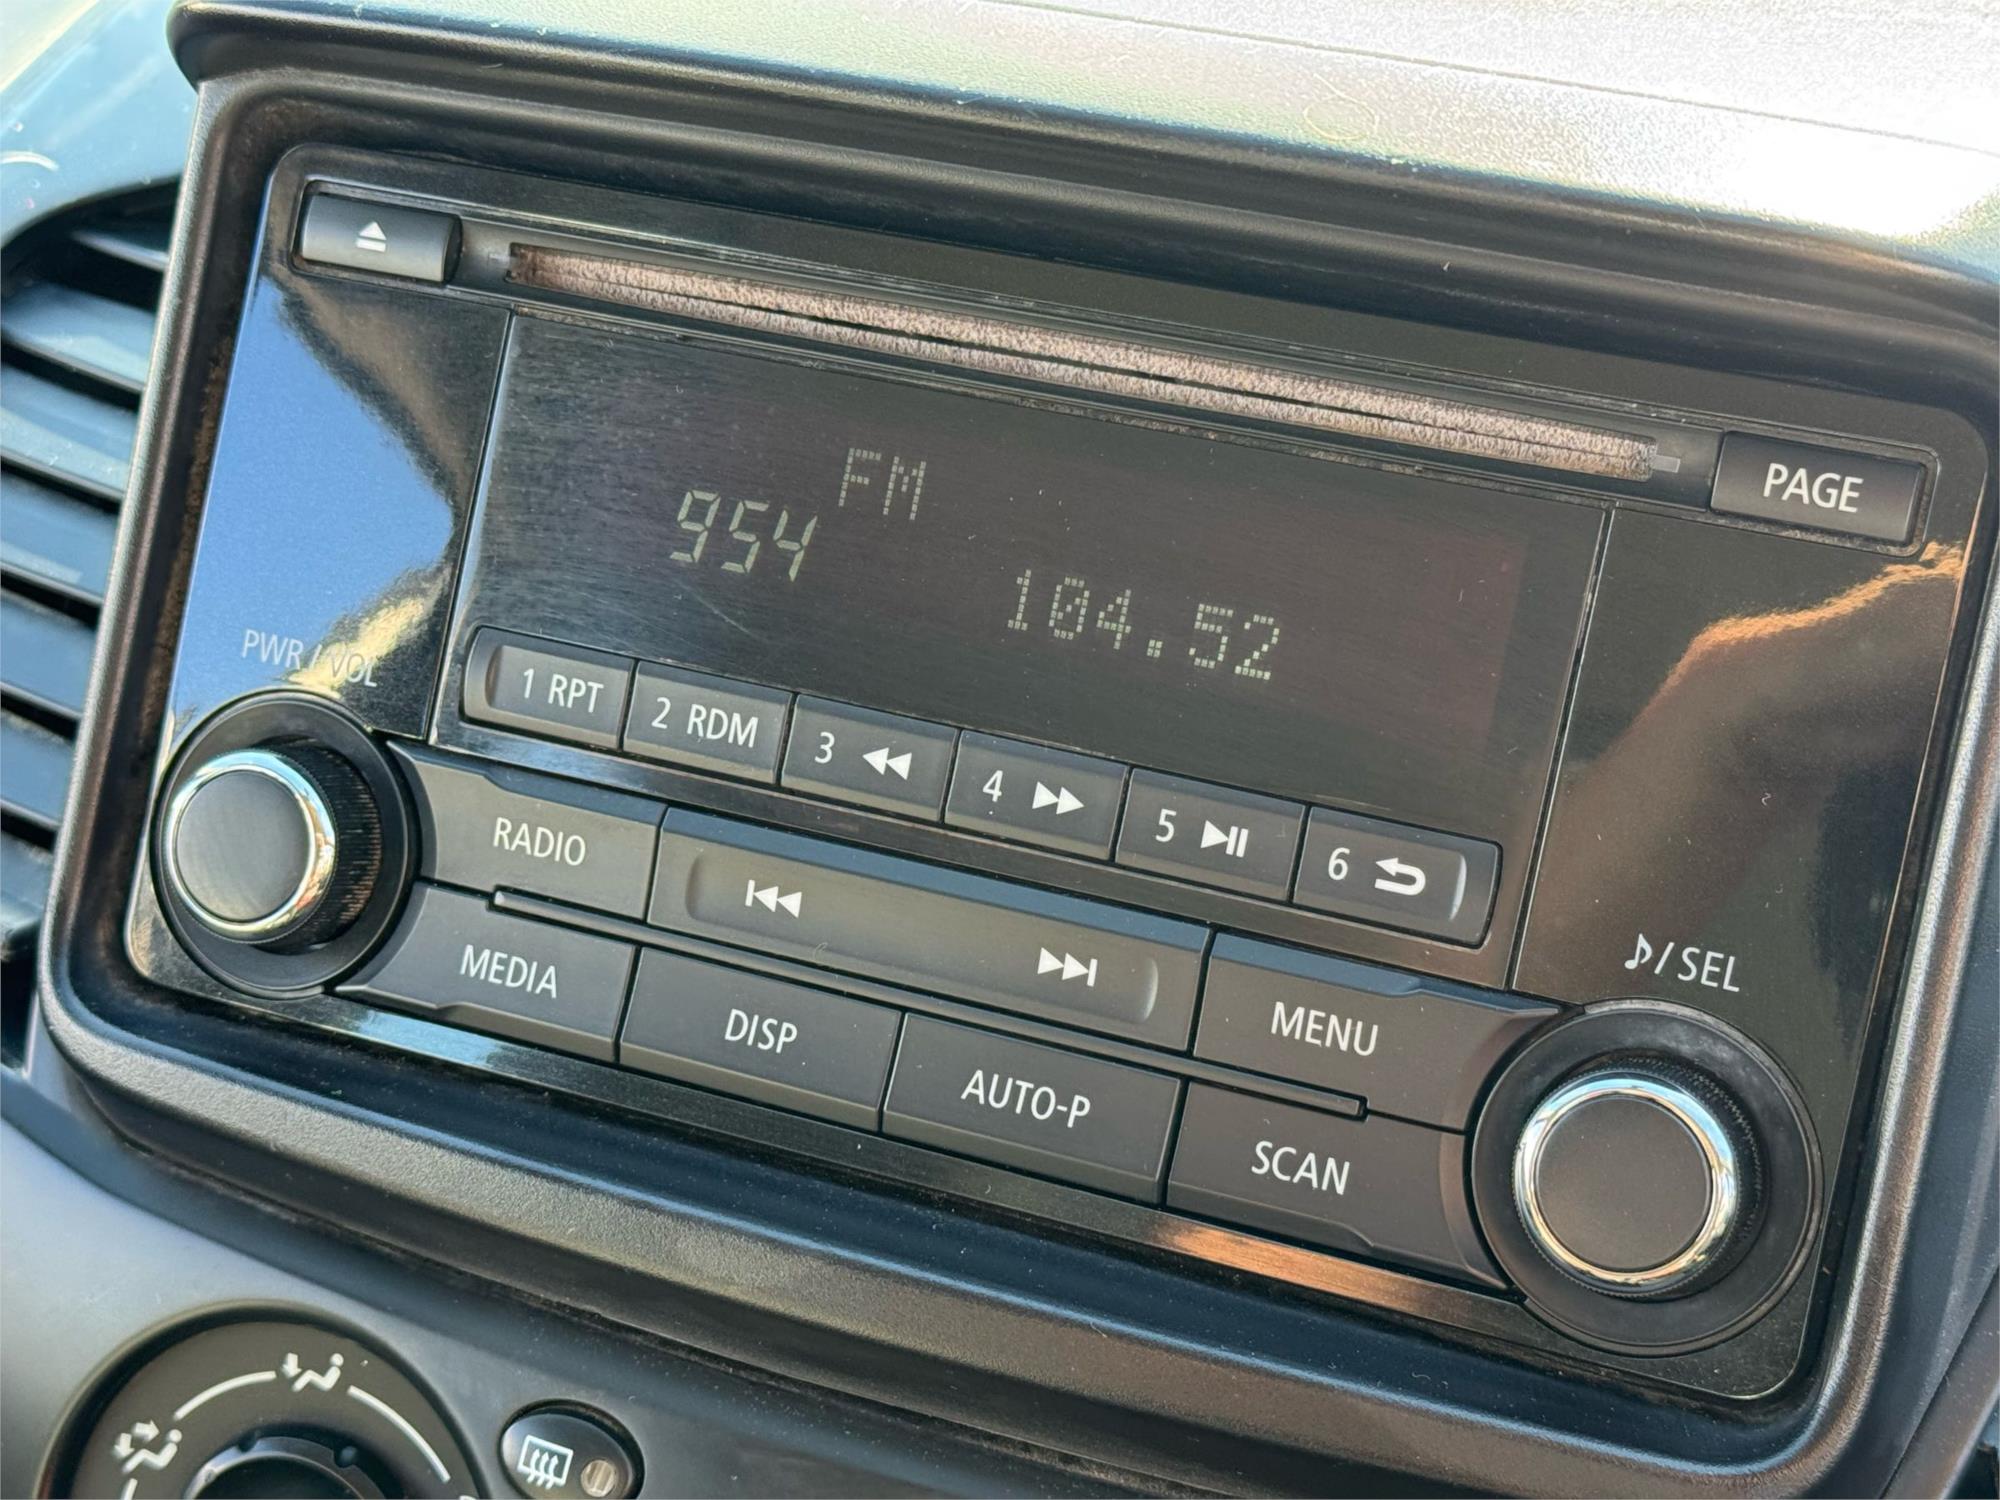 PAGE
FM
954
104.52
PWR / VOL
1 RPT
2 RDM
3
4
5
6
RADIO
MEDIA
DISP
AUTO-P
MENU
SCAN
♪/ SEL